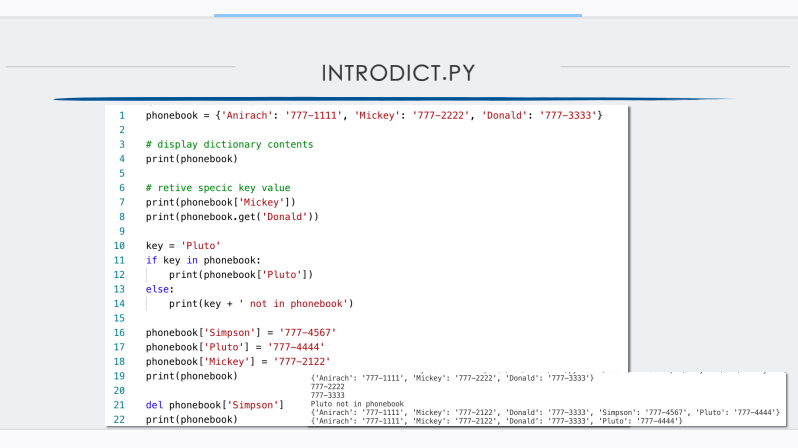 INTRODICT.PY
1 phonebook = {'Anirach': '777-1111', 'Mickey': '777-2222', 'Donald': '777-3333'}
2
3 # display dictionary contents
4 print(phonebook)
5
6 # retive specic key value
7 print(phonebook['Mickey'])
8 print(phonebook.get('Donald'))
9
10 key = 'Pluto'
11 if key in phonebook:
12 print(phonebook['Pluto'])
13 else:
14 print(key + ' not in phonebook')
15
16 phonebook['Simpson'] = '777-4567'
17 phonebook['Pluto'] = '777-4444'
18 phonebook['Mickey'] = '777-2122'
19 print(phonebook)
20
21 del phonebook['Simpson']
22 print(phonebook)
{'Anirach': '777-1111', 'Mickey': '777-2222', 'Donald': '777-3333'}
777-2222
777-3333
Pluto not in phonebook
{'Anirach': '777-1111', 'Mickey': '777-2122', 'Donald': '777-3333', 'Simpson': '777-4567', 'Pluto': '777-4444'}
{'Anirach': '777-1111', 'Mickey': '777-2122', 'Donald': '777-3333', 'Pluto': '777-4444'}